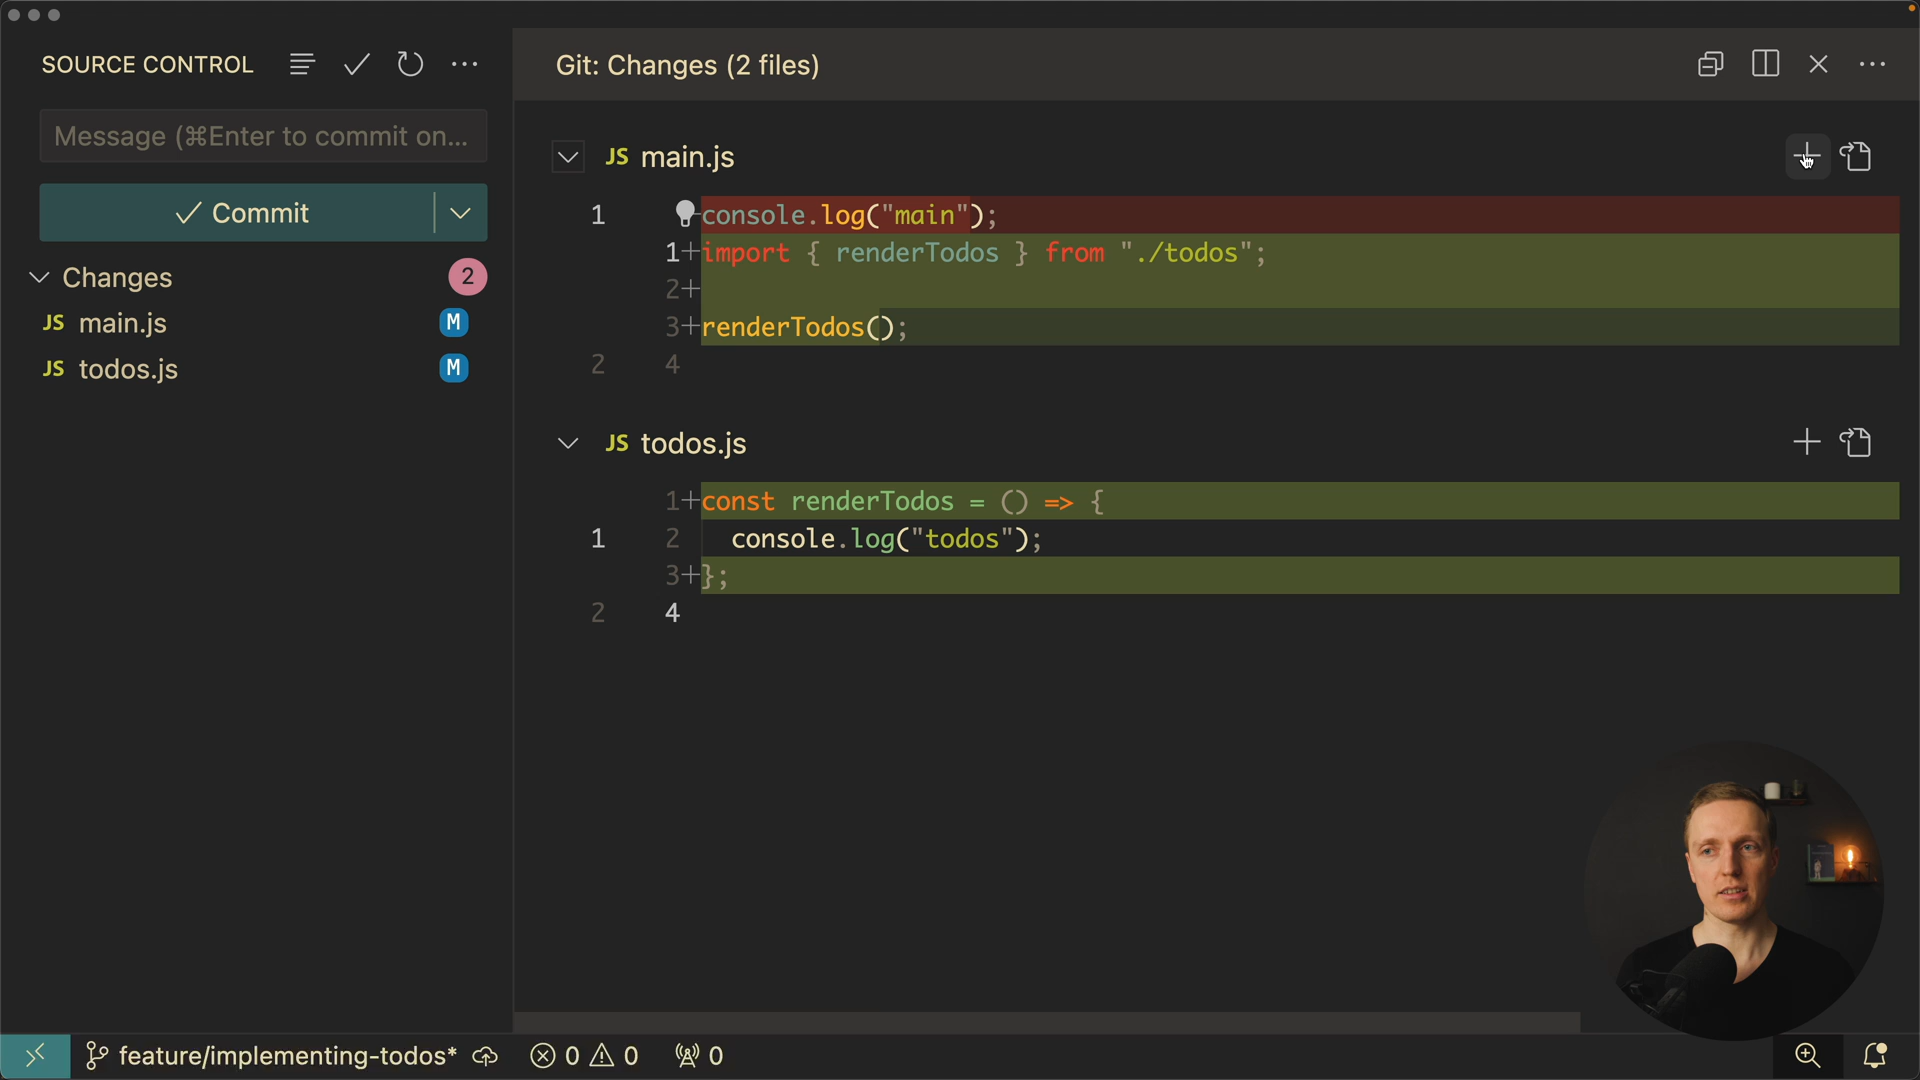 SOURCE CONTROL
Message (⌘Enter to commit on...
Commit
Changes 2
JS main.js M
JS todos.js M
Git: Changes (2 files)
JS main.js
1 console.log("main");
1+ import { renderTodos } from "./todos";
2+
3+ renderTodos();
2 4
JS todos.js
1+ const renderTodos = () => {
1 2 console.log("todos");
3+ };
2 4
feature/implementing-todos* 0 0 0